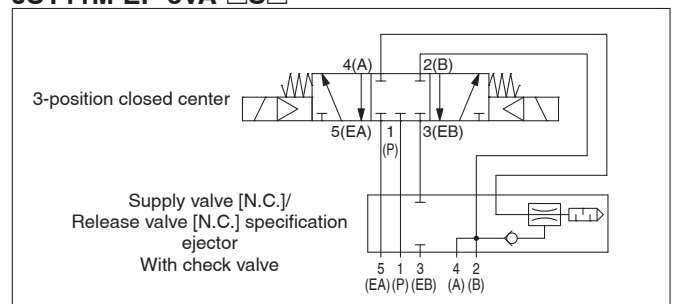 4(A) 2(B)
3-position closed center
5(EA) 1 3(EB)
(P)
Supply valve [N.C.]/
Release valve [N.C.] specification
ejector
With check valve
5 1 3 4 2
(EA) (P) (EB) (A) (B)